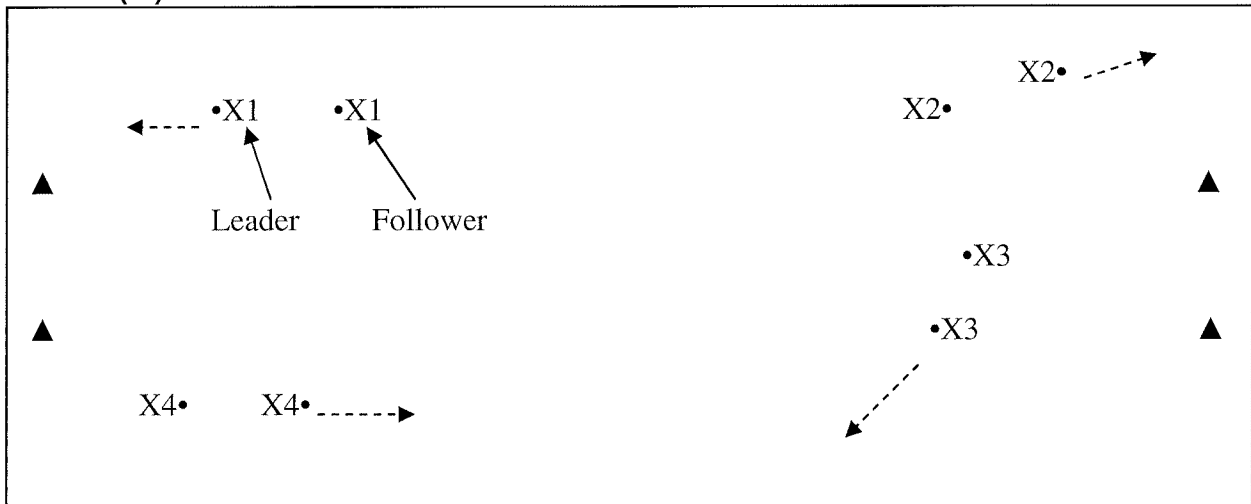 X2•
•X1 •X1 X2•
Leader Follower
•X3
•X3
X4• X4•